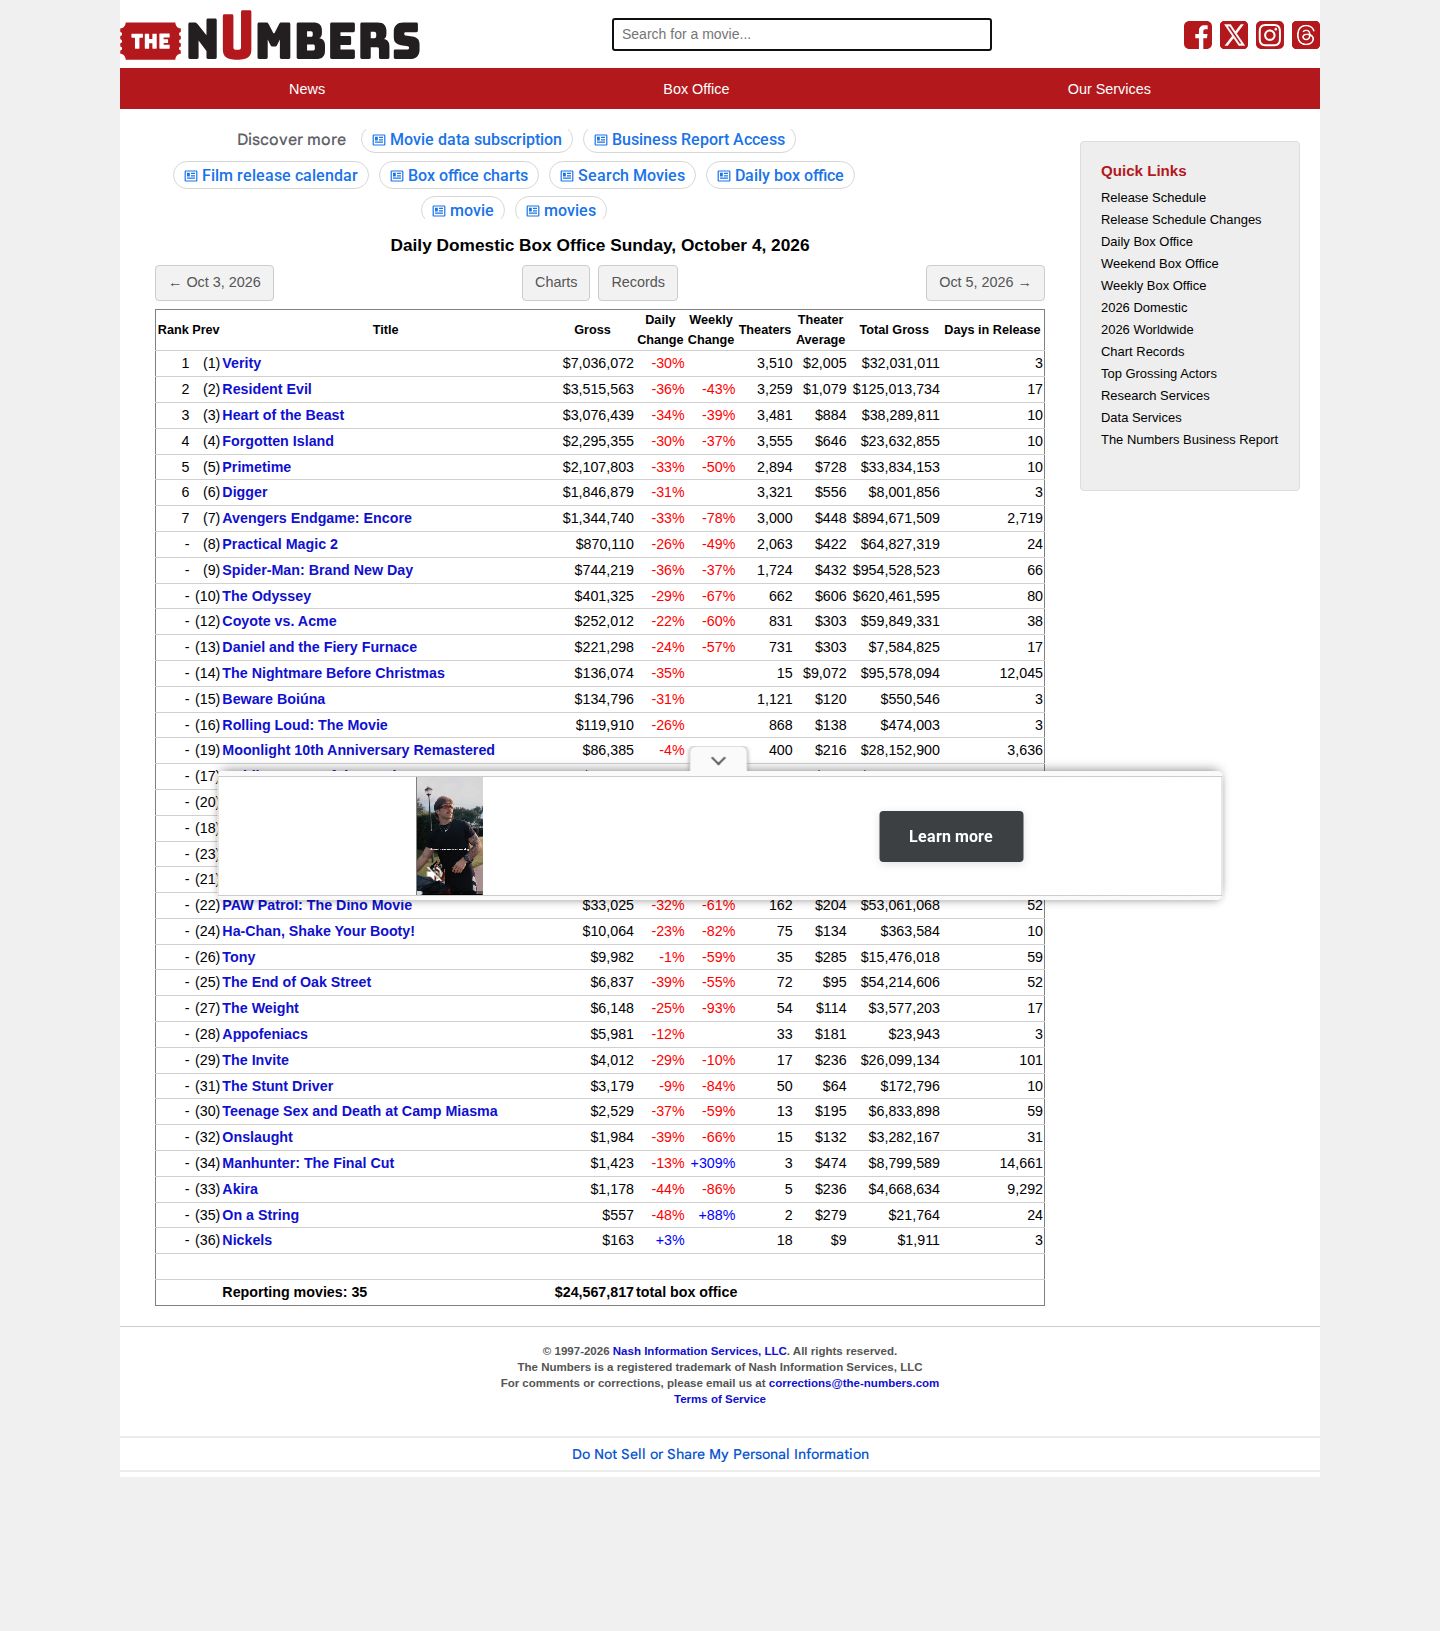 THE NUMBERS
Search for a movie...
News Box Office Our Services
Discover more Movie data subscription Business Report Access
Film release calendar Box office charts Search Movies Daily box office
movie movies
Daily Domestic Box Office Sunday, October 4, 2026
← Oct 3, 2026 Charts Records Oct 5, 2026 →
Rank Prev Title Gross Daily Change Weekly Change Theaters Theater Average Total Gross Days in Release
1 (1) Verity $7,036,072 -30% 3,510 $2,005 $32,031,011 3
2 (2) Resident Evil $3,515,563 -36% -43% 3,259 $1,079 $125,013,734 17
3 (3) Heart of the Beast $3,076,439 -34% -39% 3,481 $884 $38,289,811 10
4 (4) Forgotten Island $2,295,355 -30% -37% 3,555 $646 $23,632,855 10
5 (5) Primetime $2,107,803 -33% -50% 2,894 $728 $33,834,153 10
6 (6) Digger $1,846,879 -31% 3,321 $556 $8,001,856 3
7 (7) Avengers Endgame: Encore $1,344,740 -33% -78% 3,000 $448 $894,671,509 2,719
- (8) Practical Magic 2 $870,110 -26% -49% 2,063 $422 $64,827,319 24
- (9) Spider-Man: Brand New Day $744,219 -36% -37% 1,724 $432 $954,528,523 66
- (10) The Odyssey $401,325 -29% -67% 662 $606 $620,461,595 80
- (12) Coyote vs. Acme $252,012 -22% -60% 831 $303 $59,849,331 38
- (13) Daniel and the Fiery Furnace $221,298 -24% -57% 731 $303 $7,584,825 17
- (14) The Nightmare Before Christmas $136,074 -35% 15 $9,072 $95,578,094 12,045
- (15) Beware Boiúna $134,796 -31% 1,121 $120 $550,546 3
- (16) Rolling Loud: The Movie $119,910 -26% 868 $138 $474,003 3
- (19) Moonlight 10th Anniversary Remastered $86,385 -4% 400 $216 $28,152,900 3,636
- (17)
- (20)
- (18)
- (23)
- (21)
Learn more
- (22) PAW Patrol: The Dino Movie $33,025 -32% -61% 162 $204 $53,061,068 52
- (24) Ha-Chan, Shake Your Booty! $10,064 -23% -82% 75 $134 $363,584 10
- (26) Tony $9,982 -1% -59% 35 $285 $15,476,018 59
- (25) The End of Oak Street $6,837 -39% -55% 72 $95 $54,214,606 52
- (27) The Weight $6,148 -25% -93% 54 $114 $3,577,203 17
- (28) Appofeniacs $5,981 -12% 33 $181 $23,943 3
- (29) The Invite $4,012 -29% -10% 17 $236 $26,099,134 101
- (31) The Stunt Driver $3,179 -9% -84% 50 $64 $172,796 10
- (30) Teenage Sex and Death at Camp Miasma $2,529 -37% -59% 13 $195 $6,833,898 59
- (32) Onslaught $1,984 -39% -66% 15 $132 $3,282,167 31
- (34) Manhunter: The Final Cut $1,423 -13% +309% 3 $474 $8,799,589 14,661
- (33) Akira $1,178 -44% -86% 5 $236 $4,668,634 9,292
- (35) On a String $557 -48% +88% 2 $279 $21,764 24
- (36) Nickels $163 +3% 18 $9 $1,911 3
Reporting movies: 35 $24,567,817 total box office
Quick Links
Release Schedule
Release Schedule Changes
Daily Box Office
Weekend Box Office
Weekly Box Office
2026 Domestic
2026 Worldwide
Chart Records
Top Grossing Actors
Research Services
Data Services
The Numbers Business Report
© 1997-2026 Nash Information Services, LLC. All rights reserved.
The Numbers is a registered trademark of Nash Information Services, LLC
For comments or corrections, please email us at corrections@the-numbers.com
Terms of Service
Do Not Sell or Share My Personal Information